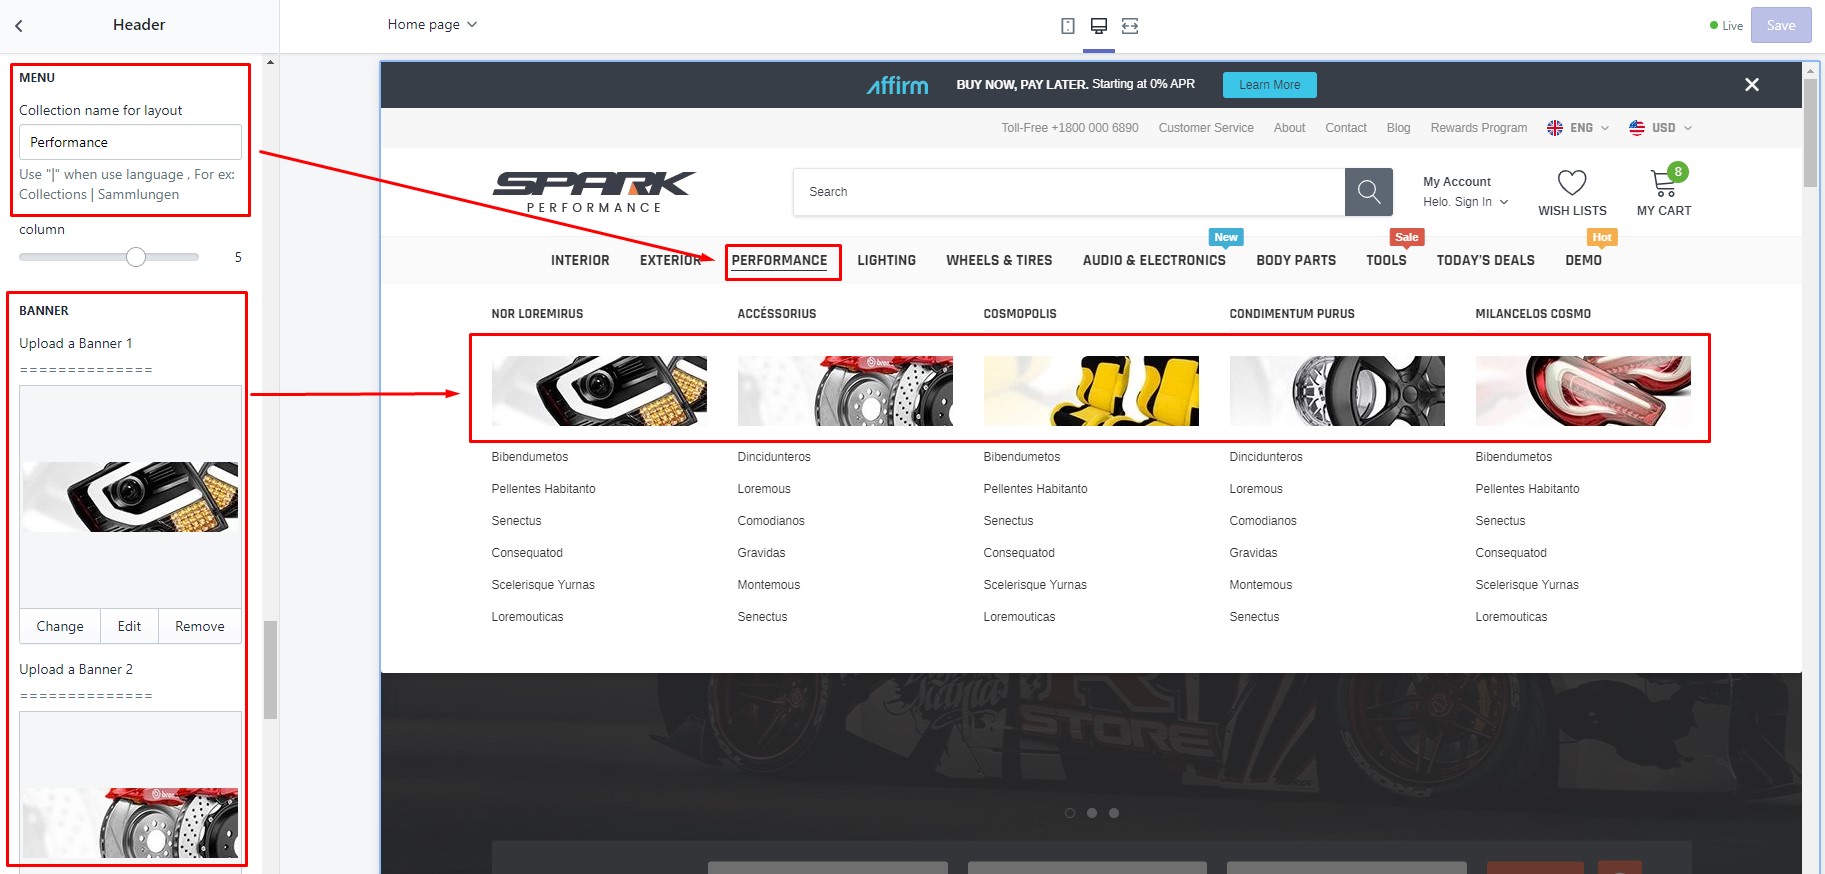 Header
Home page
Live
Save
MENU
Collection name for layout
Performance
Use "|" when use language , For ex:
Collections | Sammlungen
column
5
BANNER
Upload a Banner 1
==============
Change Edit Remove
Upload a Banner 2
==============
affirm BUY NOW, PAY LATER. Starting at 0% APR Learn More
Toll-Free +1800 000 6890 Customer Service About Contact Blog Rewards Program ENG USD
SPARK
PERFORMANCE
Search
My Account
Helo. Sign In
WISH LISTS
8
MY CART
New Sale Hot
INTERIOR EXTERIOR PERFORMANCE LIGHTING WHEELS & TIRES AUDIO & ELECTRONICS BODY PARTS TOOLS TODAY'S DEALS DEMO
NOR LOREMIRUS ACCÉSSORIUS COSMOPOLIS CONDIMENTUM PURUS MILANCELOS COSMO
Bibendumetos Dincidunteros Bibendumetos Dincidunteros Bibendumetos
Pellentes Habitanto Loremous Pellentes Habitanto Loremous Pellentes Habitanto
Senectus Comodianos Senectus Comodianos Senectus
Consequatod Gravidas Consequatod Gravidas Consequatod
Scelerisque Yurnas Montemous Scelerisque Yurnas Montemous Scelerisque Yurnas
Loremouticas Senectus Loremouticas Senectus Loremouticas
STORE